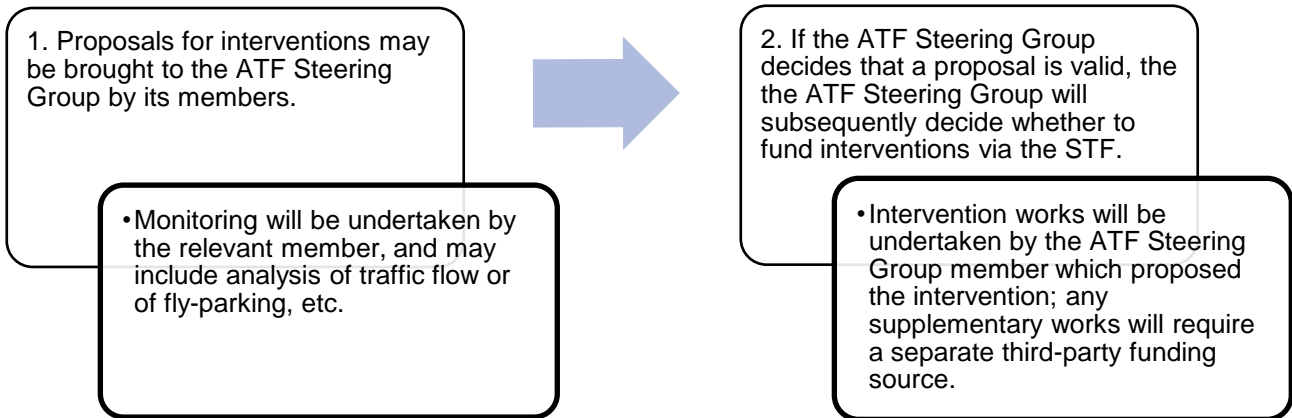 1. Proposals for interventions may
be brought to the ATF Steering
Group by its members.
•Monitoring will be undertaken by
the relevant member, and may
include analysis of traffic flow or
of fly-parking, etc.
2. If the ATF Steering Group
decides that a proposal is valid, the
the ATF Steering Group will
subsequently decide whether to
fund interventions via the STF.
•Intervention works will be
undertaken by the ATF Steering
Group member which proposed
the intervention; any
supplementary works will require
a separate third-party funding
source.